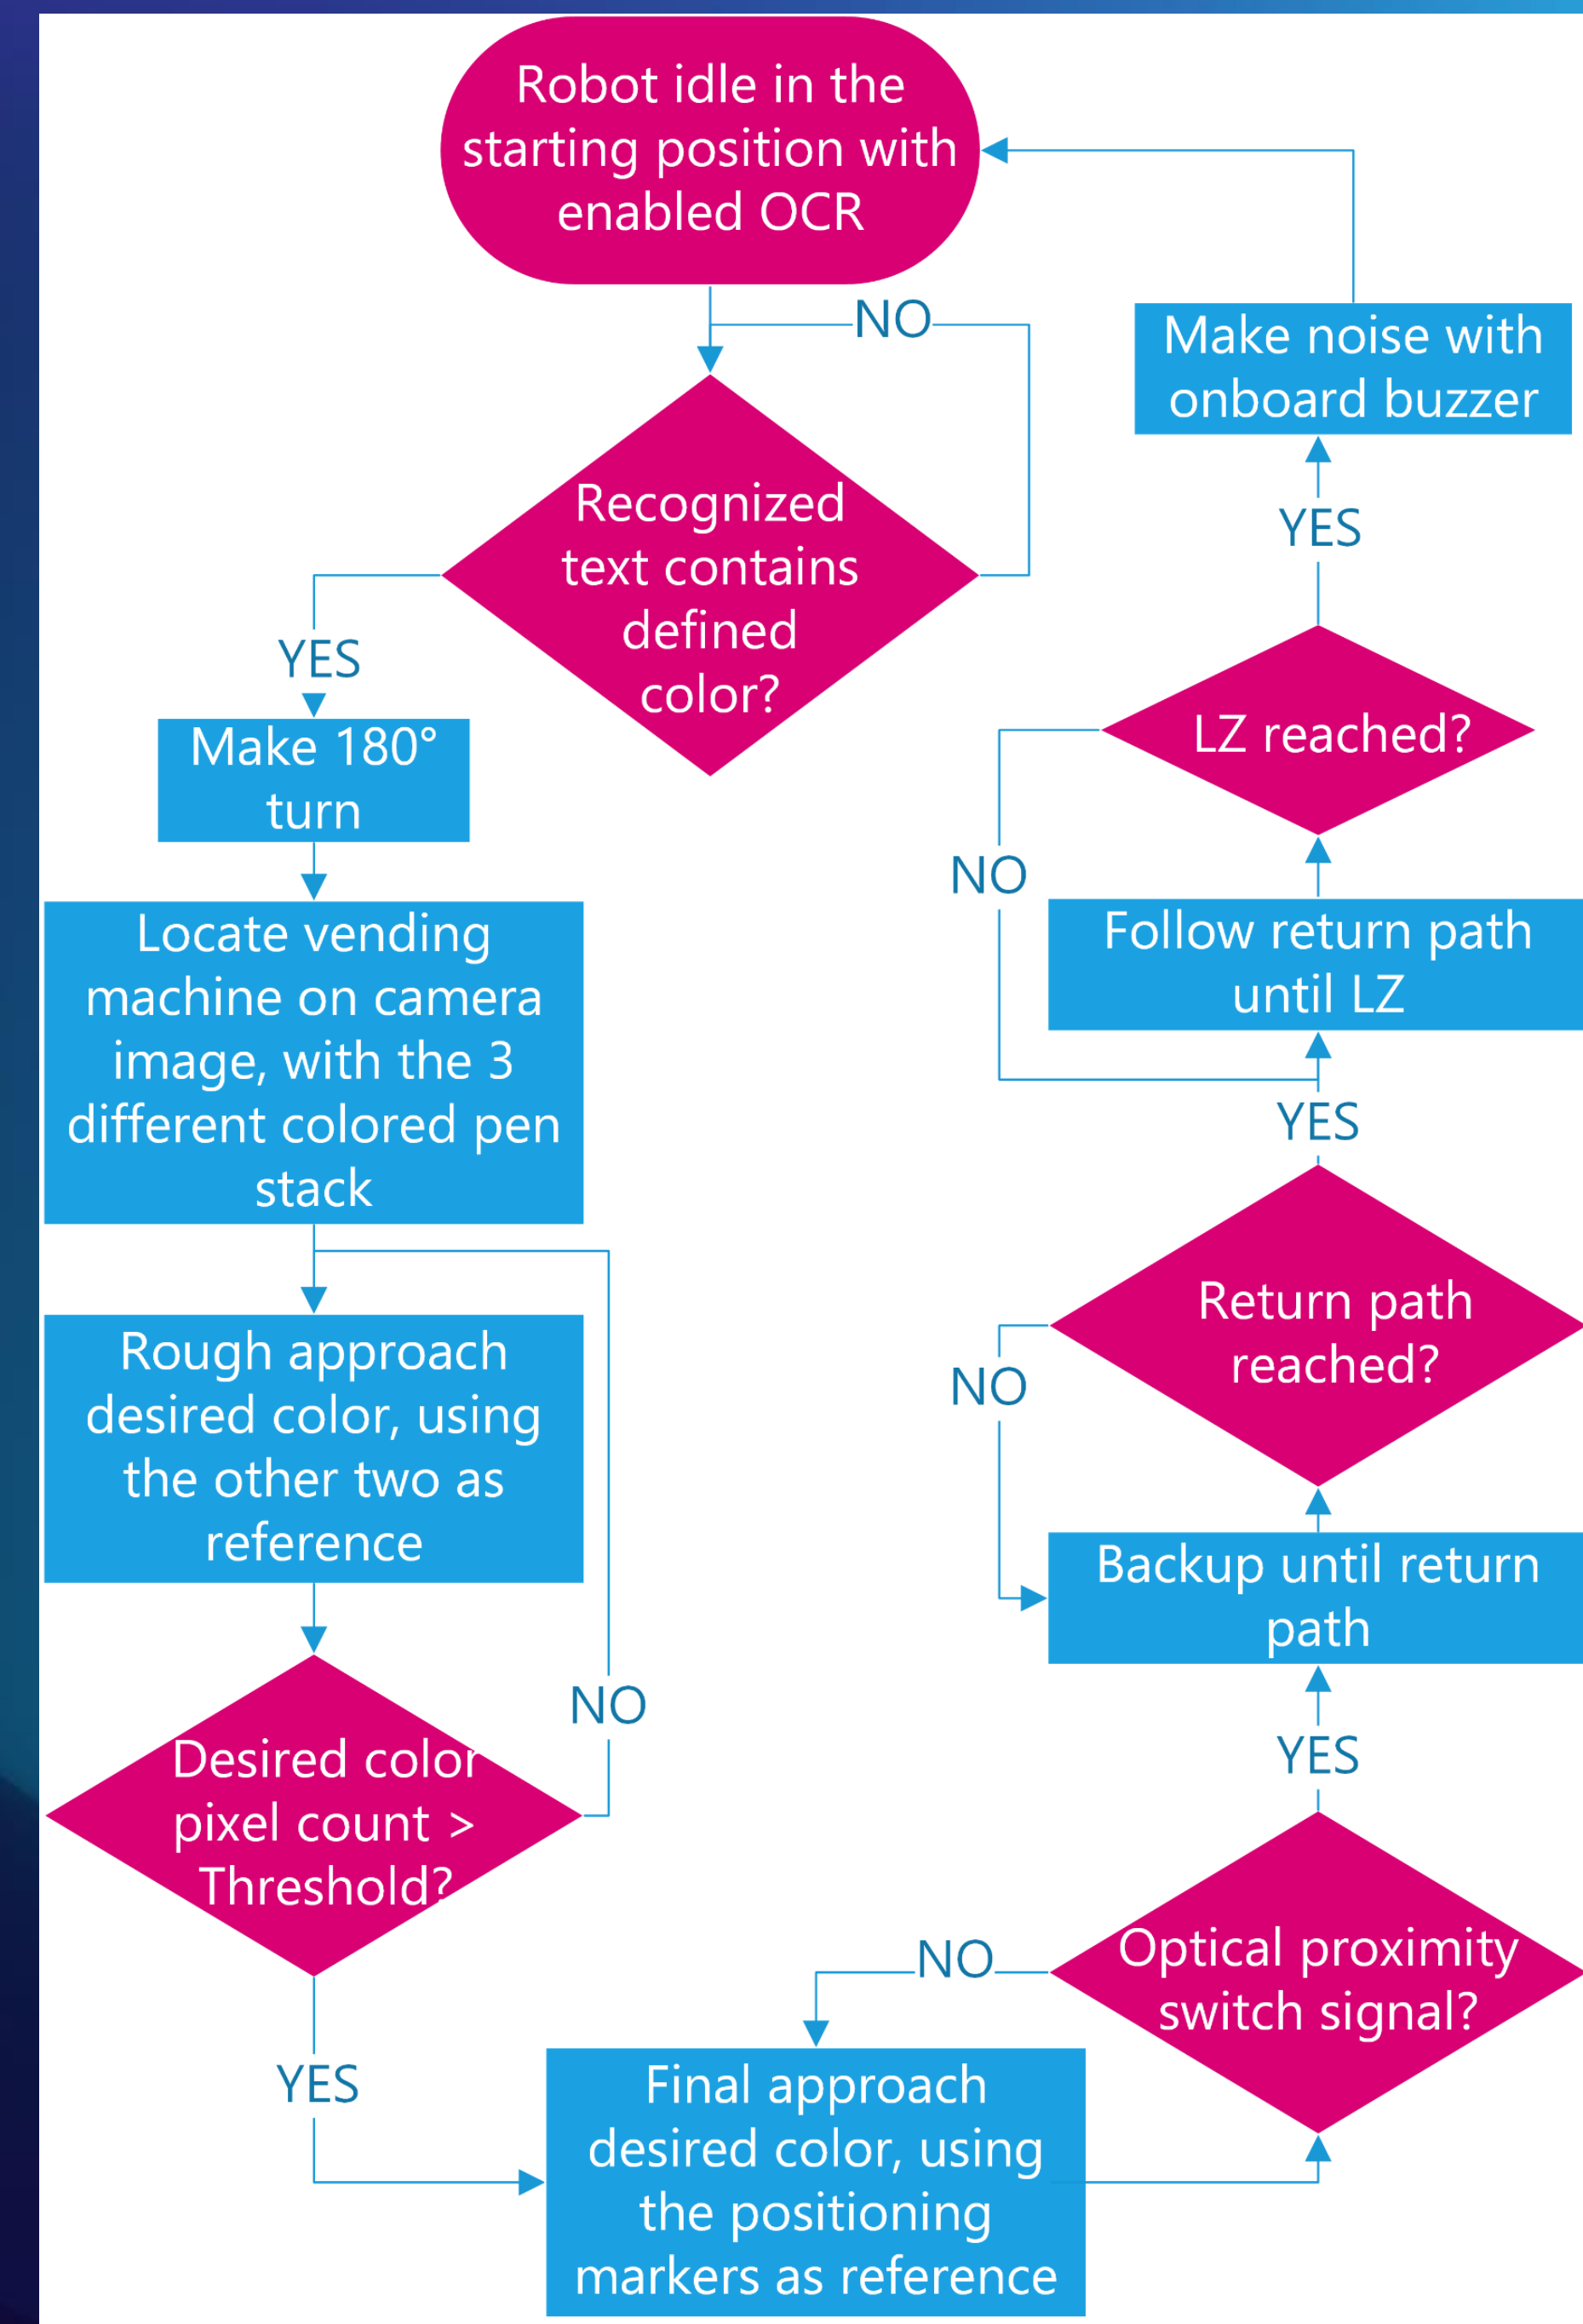 Robot idle in the
starting position with
enabled OCR
NO
Recognized
text contains
defined
color?
YES
Make 180°
turn
Locate vending
machine on camera
image, with the 3
different colored pen
stack
Rough approach
desired color, using
the other two as
reference
NO
Desired color
pixel count >
Threshold?
YES
Final approach
desired color, using
the positioning
markers as reference
NO
Optical proximity
switch signal?
YES
Backup until return
path
NO
Return path
reached?
YES
Follow return path
until LZ
NO
LZ reached?
YES
Make noise with
onboard buzzer